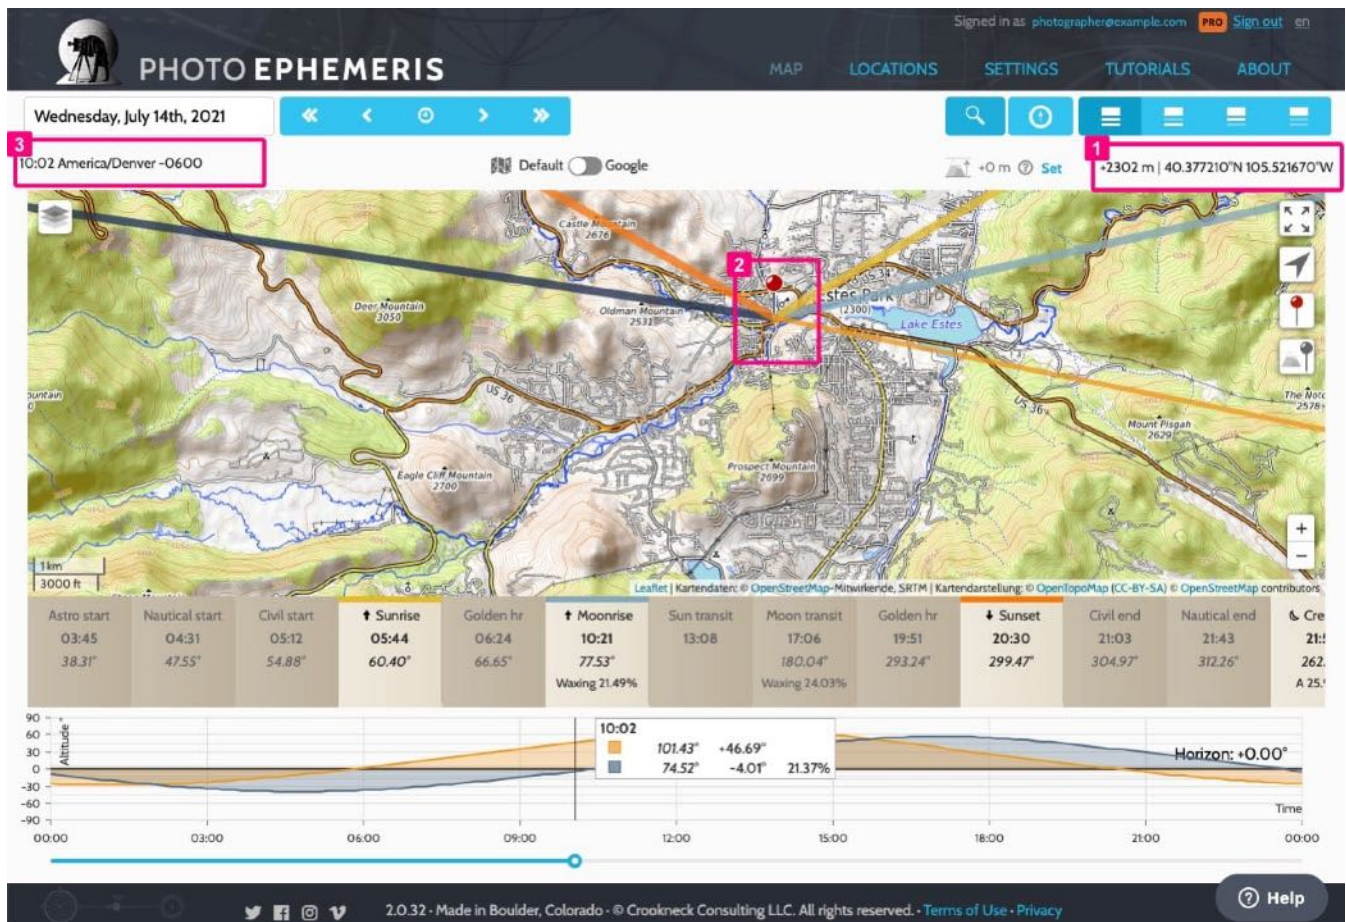 Signed in as photographer@example.com PRO Sign out en
PHOTO EPHEMERIS
MAP LOCATIONS SETTINGS TUTORIALS ABOUT
Wednesday, July 14th, 2021
3
1
10:02 America/Denver -0600
Default Google
+0 m Set
+2302 m | 40.377210°N 105.521670°W
Castle Mountain
2676
2
US 34
Estes Park
(2300)
Deer Mountain
3050
Oldman Mountain
2531
Lake Estes
US 36
US 36
2578
Mount Pisgah
2629
Eagle Cliff Mountain
2700
Prospect Mountain
2699
+
−
1 km
3000 ft
Leaflet | Kartendaten: © OpenStreetMap-Mitwirkende, SRTM | Kartendarstellung: © OpenTopoMap (CC-BY-SA) © OpenStreetMap contributors
Astro start Nautical start Civil start Sunrise Golden hr Moonrise Sun transit Moon transit Golden hr Sunset Civil end Nautical end Cre
03:45 04:31 05:12 05:44 06:24 10:21 13:08 17:06 19:51 20:30 21:03 21:43
38.31° 47.55° 54.88° 60.40° 66.65° 77.53° 180.04° 293.24° 299.47° 304.97° 312.26° 262.
Waxing 21.49% Waxing 24.03% A 25.
90
60
30
0
-30
-60
-90
Altitude °
10:02
101.43° +46.69°
74.52° -4.01° 21.37%
Horizon: +0.00°
Time
00:00 03:00 06:00 09:00 12:00 15:00 18:00 21:00 00:00
2.0.32 · Made in Boulder, Colorado · © Crookneck Consulting LLC. All rights reserved. · Terms of Use · Privacy
Help